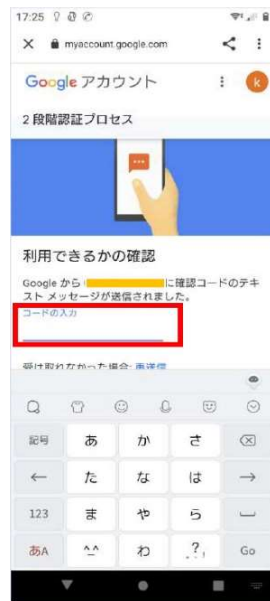 17:25
myaccount.google.com
Google アカウント
k
2 段階認証プロセス
利用できるかの確認
Google から に確認コードのテキ
スト メッセージが送信されました。
コードの入力
受け取れなかった場合: 再送信
記号 あ か さ
← た な は →
123 ま や ら
あA ^_^ わ 、。?! Go